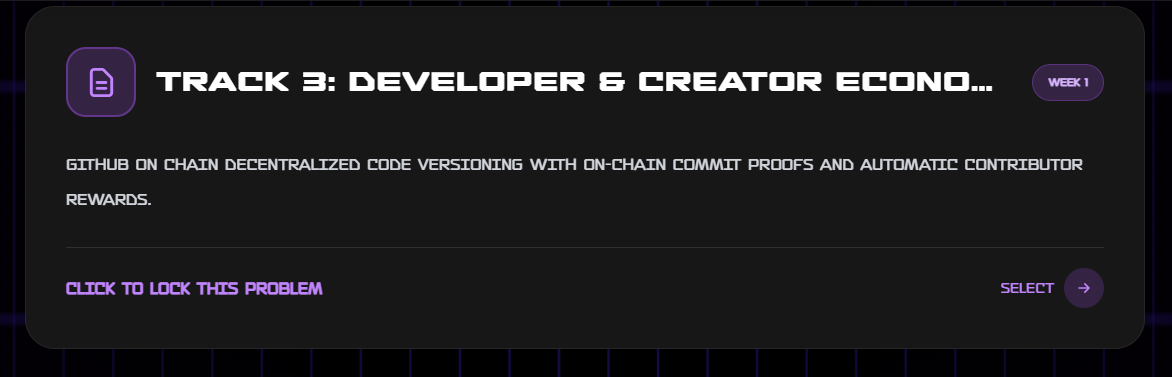 TRACK 3: DEVELOPER & CREATOR ECONO...
WEEK 1
GITHUB ON CHAIN DECENTRALIZED CODE VERSIONING WITH ON-CHAIN COMMIT PROOFS AND AUTOMATIC CONTRIBUTOR
REWARDS.
CLICK TO LOCK THIS PROBLEM
SELECT →